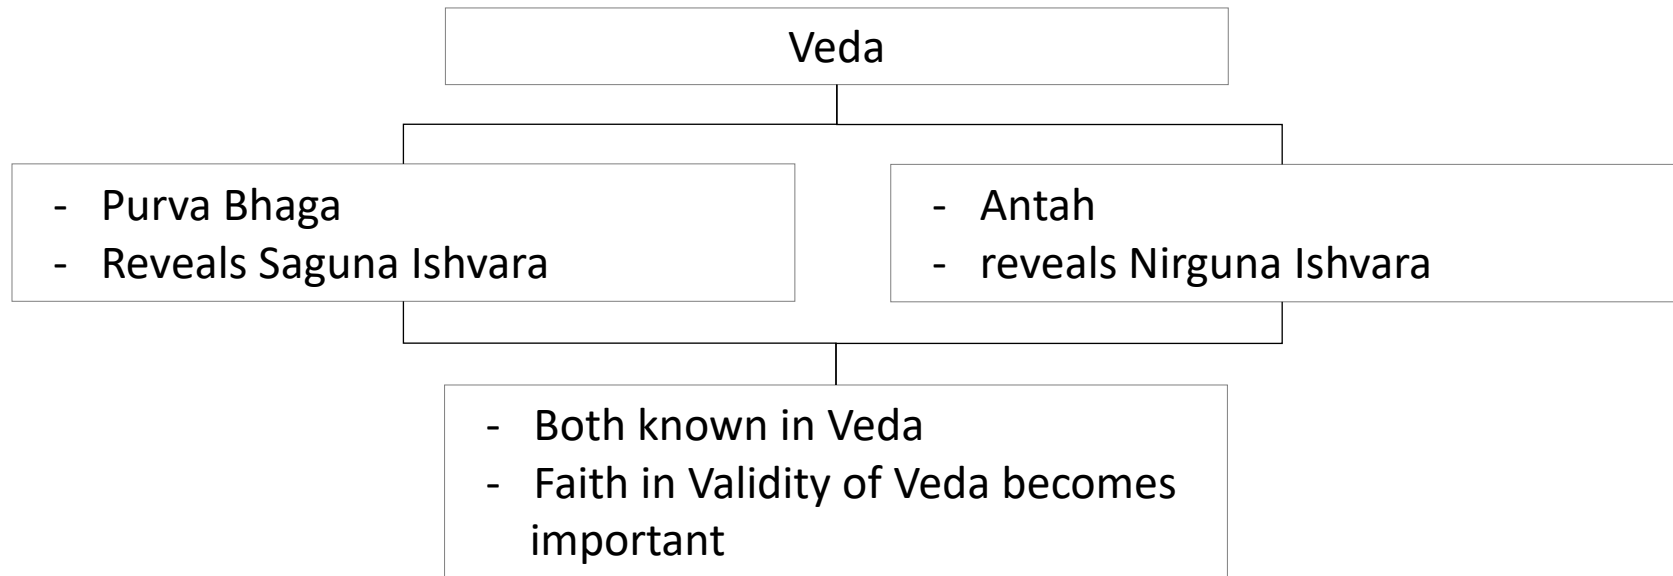 Veda
- Purva Bhaga
- Reveals Saguna Ishvara
- Antah
- reveals Nirguna Ishvara
- Both known in Veda
- Faith in Validity of Veda becomes
important